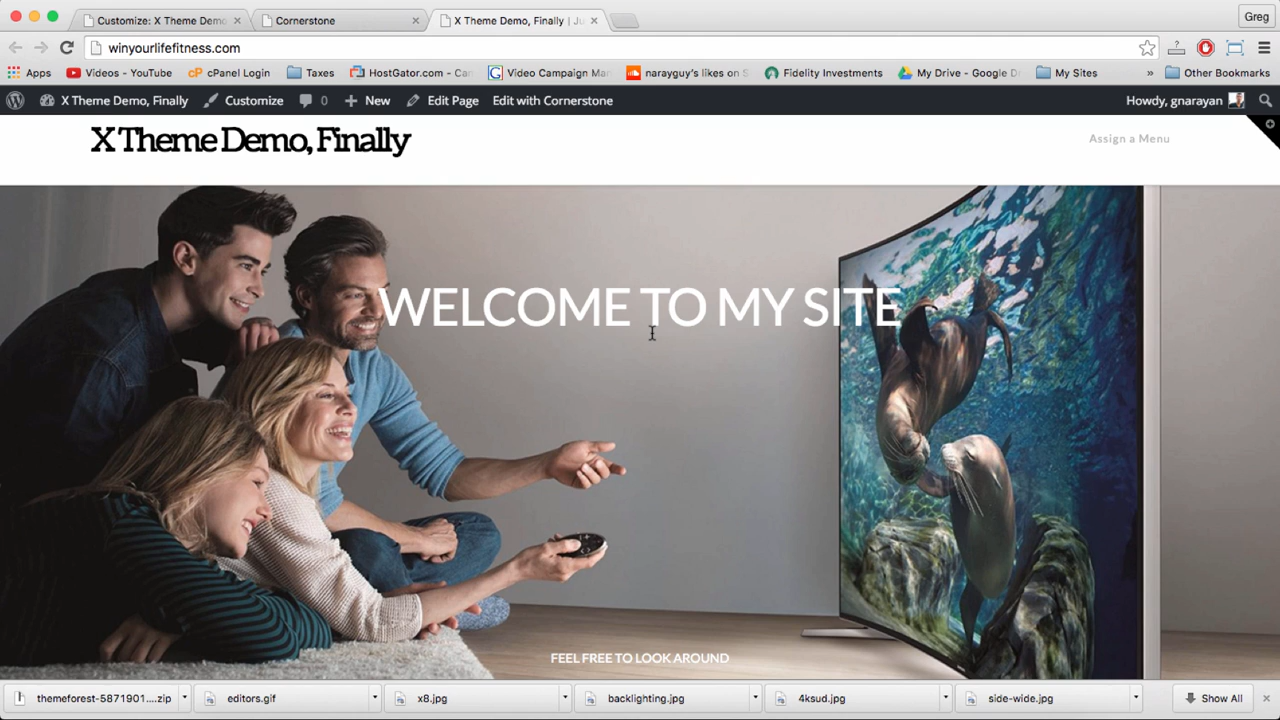 Customize: X Theme Demo
Cornerstone
X Theme Demo, Finally | Ju
Greg
winyourlifefitness.com
Apps
Videos - YouTube
cPanel Login
Taxes
HostGator.com - Can
Video Campaign Man
narayguy's likes on S
Fidelity Investments
My Drive - Google Dr
My Sites
»
Other Bookmarks
X Theme Demo, Finally
Customize
0
New
Edit Page
Edit with Cornerstone
Howdy, gnarayan
X Theme Demo, Finally
Assign a Menu
WELCOME TO MY SITE
FEEL FREE TO LOOK AROUND
themeforest-5871901....zip
editors.gif
x8.jpg
backlighting.jpg
4ksud.jpg
side-wide.jpg
Show All